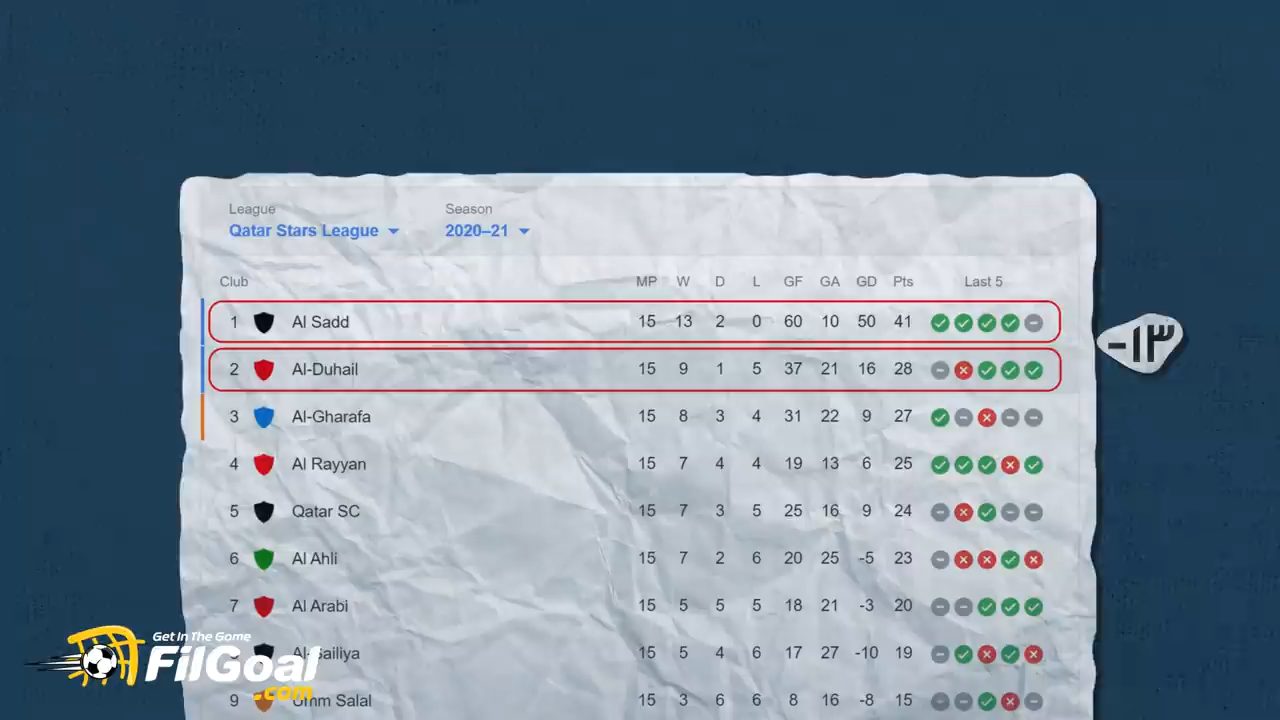 League Season
Qatar Stars League 2020–21
Club MP W D L GF GA GD Pts Last 5
1 Al Sadd 15 13 2 0 60 10 50 41
2 Al-Duhail 15 9 1 5 37 21 16 28
-١٣
3 Al-Gharafa 15 8 3 4 31 22 9 27
4 Al Rayyan 15 7 4 4 19 13 6 25
5 Qatar SC 15 7 3 5 25 16 9 24
6 Al Ahli 15 7 2 6 20 25 -5 23
7 Al Arabi 15 5 5 5 18 21 -3 20
Al-Sailiya 15 5 4 6 17 27 -10 19
9 Umm Salal 15 3 6 6 8 16 -8 15
Get In The Game
FilGoal
.com